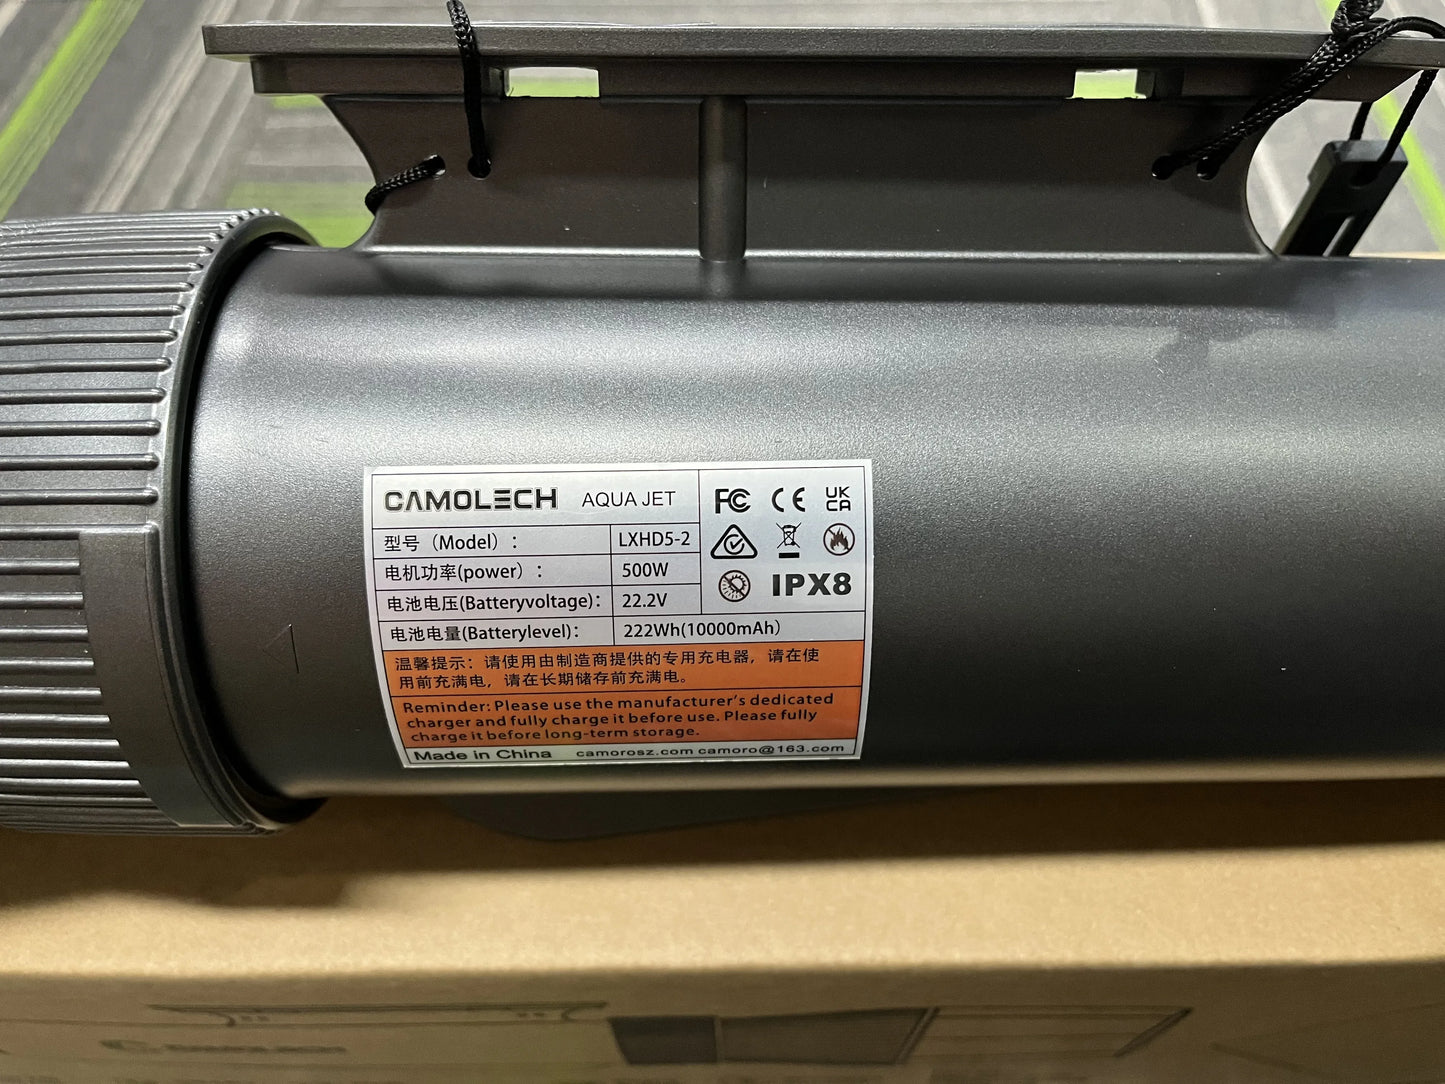 CAMOLECH AQUA JET
FC CE UK CA
型号（Model）： LXHD5-2
电机功率(power）： 500W
电池电压(Batteryvoltage)： 22.2V
IPX8
电池电量(Batterylevel)： 222Wh(10000mAh）
温馨提示：请使用由制造商提供的专用充电器，请在使
用前充满电，请在长期储存前充满电。
Reminder: Please use the manufacturer's dedicated
charger and fully charge it before use. Please fully
charge it before long-term storage.
Made in China camorosz.com camoro@163.com